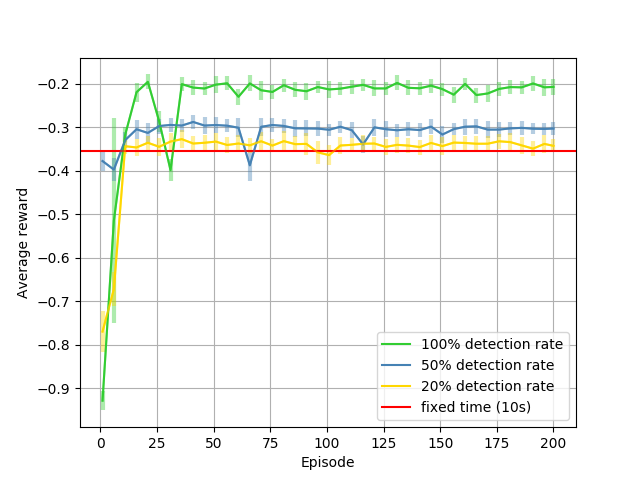 −0.2
−0.3
−0.4
−0.5
−0.6
−0.7
−0.8
−0.9
Average reward
100% detection rate
50% detection rate
20% detection rate
fixed time (10s)
0 25 50 75 100 125 150 175 200
Episode